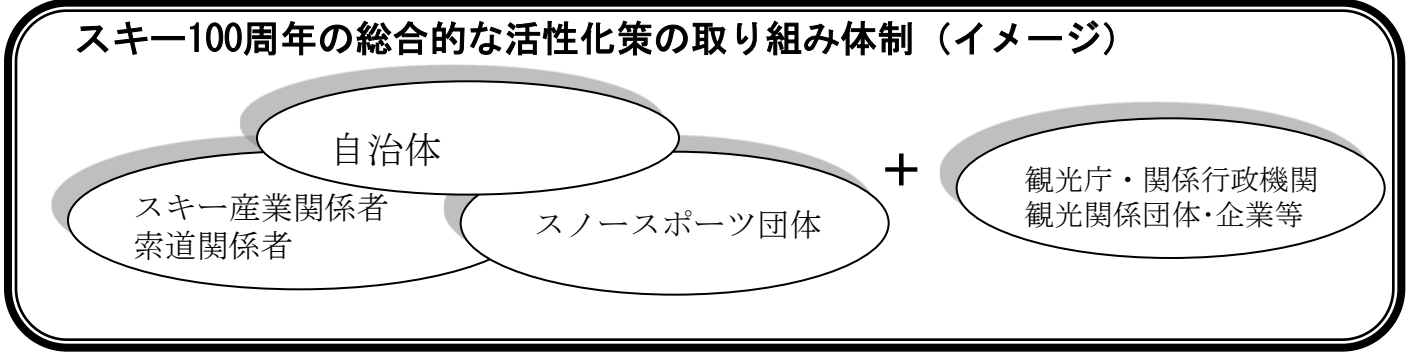 スキー100周年の総合的な活性化策の取り組み体制（イメージ）
自治体
スキー産業関係者
索道関係者
スノースポーツ団体
＋
観光庁・関係行政機関
観光関係団体･企業等